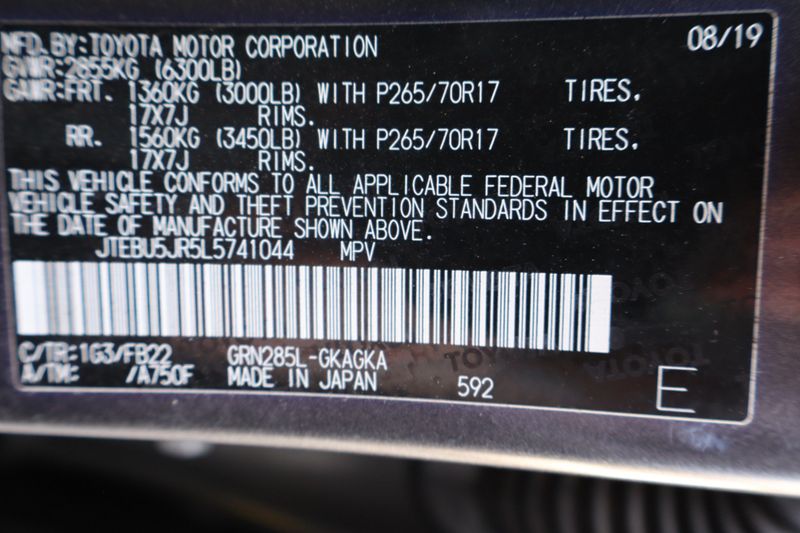 MFD.BY:TOYOTA MOTOR CORPORATION 08/19
GVWR:2855KG (6300LB)
GAWR:FRT. 1360KG (3000LB) WITH P265/70R17 TIRES.
17X7J RIMS.
RR. 1560KG (3450LB) WITH P265/70R17 TIRES.
17X7J RIMS.
THIS VEHICLE CONFORMS TO ALL APPLICABLE FEDERAL MOTOR
VEHICLE SAFETY AND THEFT PREVENTION STANDARDS IN EFFECT ON
THE DATE OF MANUFACTURE SHOWN ABOVE.
JTEBU5JR5L5741044 MPV
C/TR:1G3/FB22 GRN285L-GKAGKA
A/TM: /A750F MADE IN JAPAN 592 E
TOYOTA TOYOTA